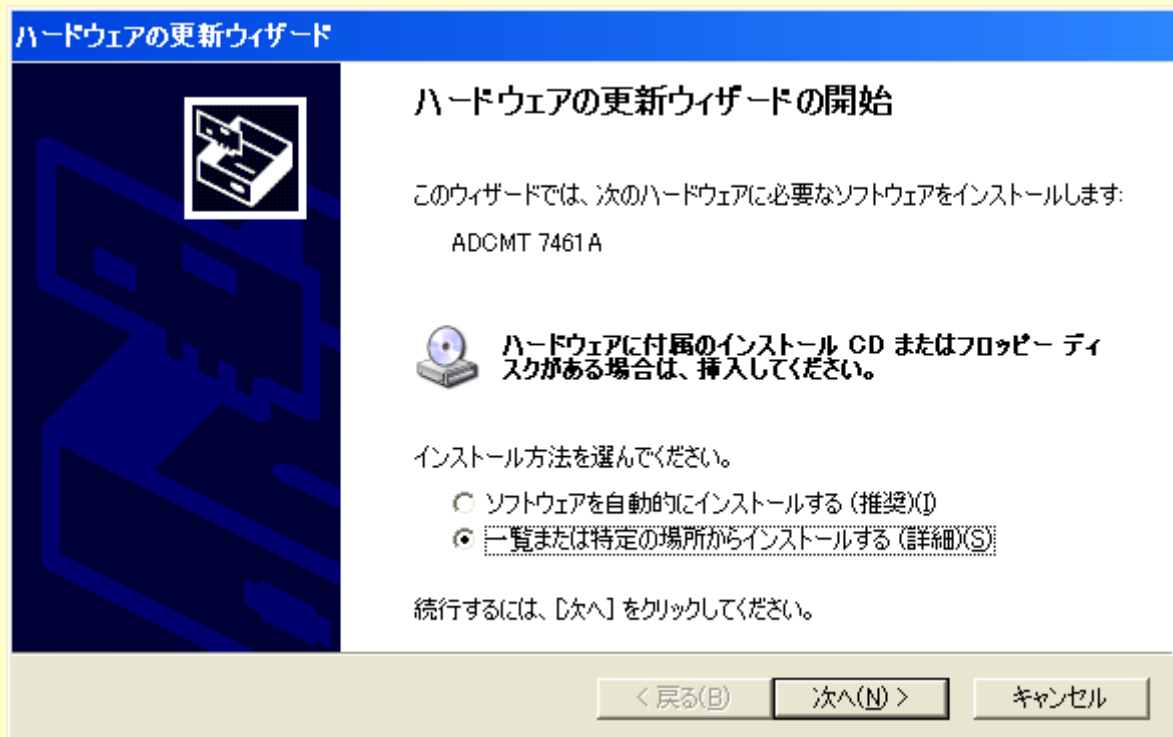 ハードウェアの更新ウィザード
ハードウェアの更新ウィザードの開始
このウィザードでは、次のハードウェアに必要なソフトウェアをインストールします:
ADCMT 7461A
ハードウェアに付属のインストール CD またはフロッピー ディ
スクがある場合は、挿入してください。
インストール方法を選んでください。
ソフトウェアを自動的にインストールする (推奨)(I)
一覧または特定の場所からインストールする (詳細)(S)
続行するには、[次へ] をクリックしてください。
< 戻る(B)
次へ(N) >
キャンセル